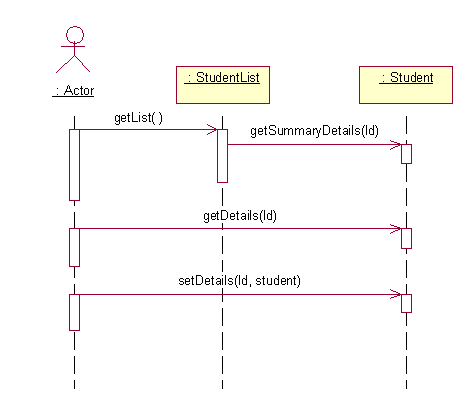 : StudentList
: Student
: Actor
getList( )
getSummaryDetails(Id)
getDetails(Id)
setDetails(Id, student)